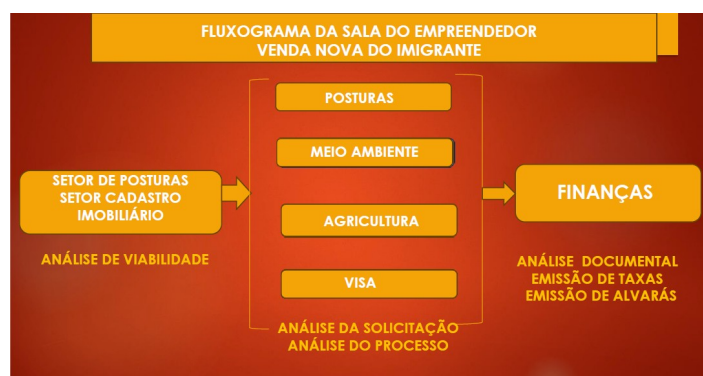 FLUXOGRAMA DA SALA DO EMPREENDEDOR
VENDA NOVA DO IMIGRANTE
SETOR DE POSTURAS
SETOR CADASTRO
IMOBILIÁRIO
ANÁLISE DE VIABILIDADE
POSTURAS
MEIO AMBIENTE
AGRICULTURA
VISA
ANÁLISE DA SOLICITAÇÃO
ANÁLISE DO PROCESSO
FINANÇAS
ANÁLISE DOCUMENTAL
EMISSÃO DE TAXAS
EMISSÃO DE ALVARÁS